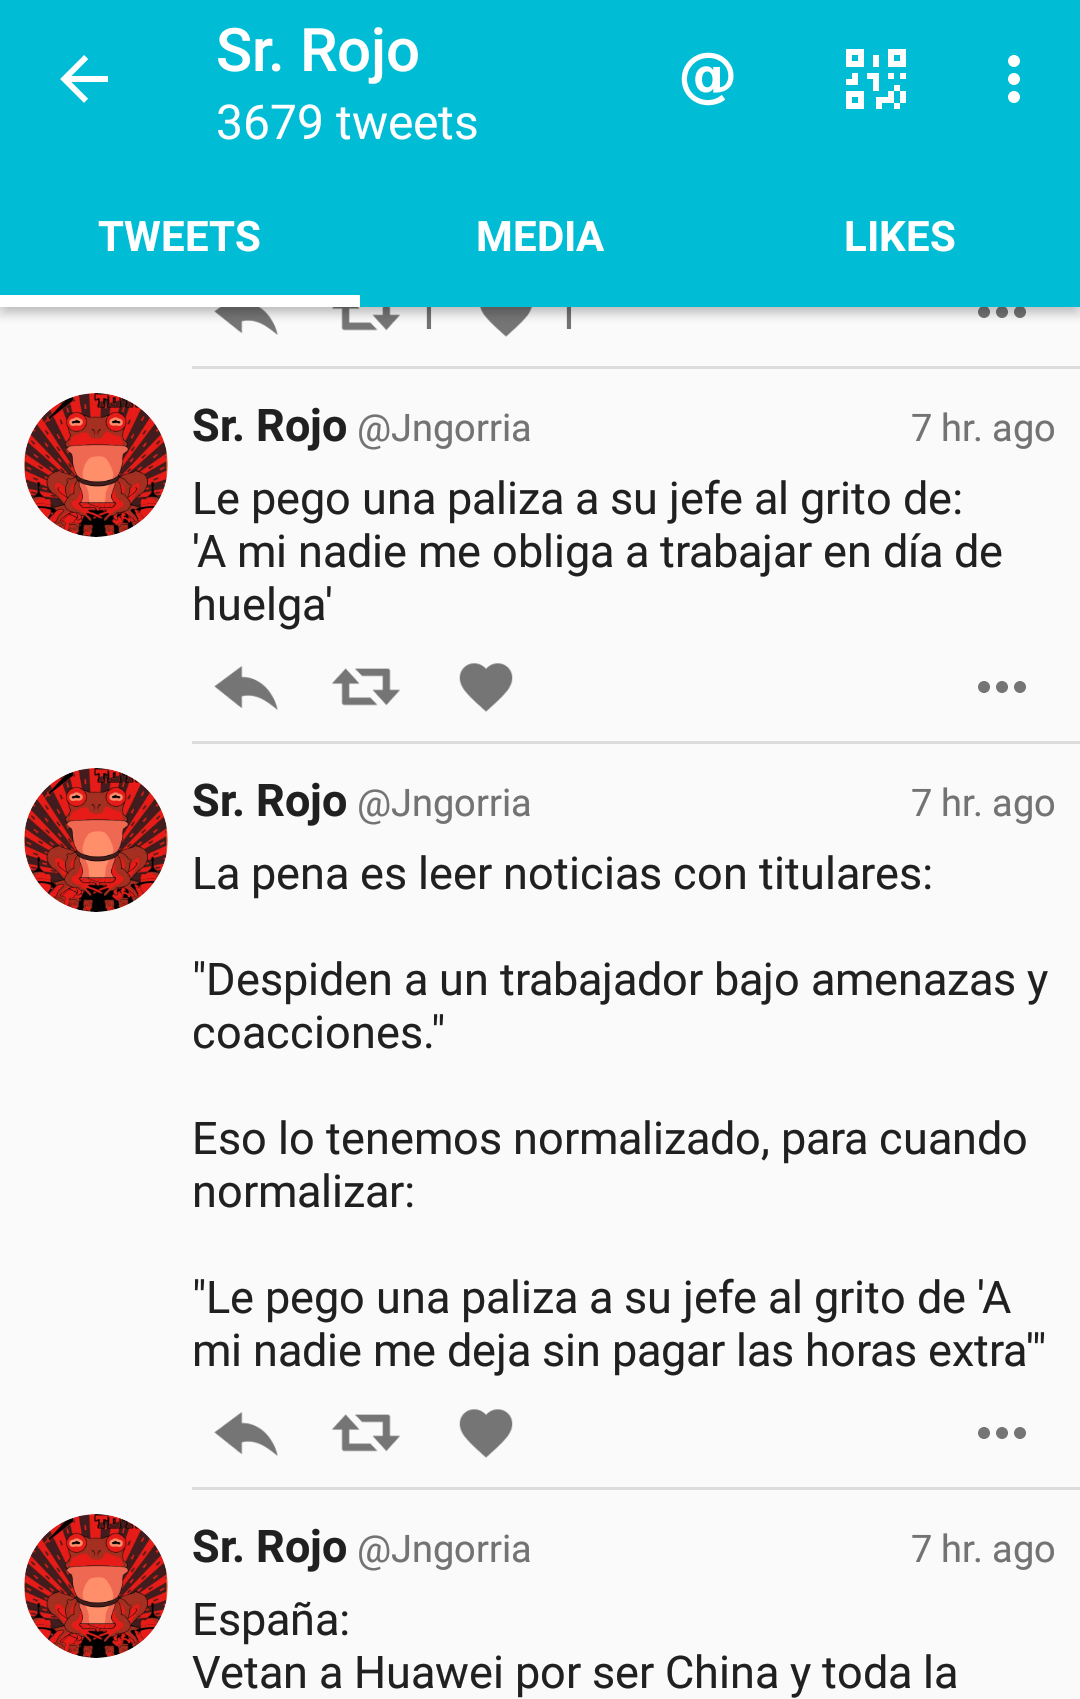 Sr. Rojo
3679 tweets
@
TWEETS
MEDIA
LIKES
Sr. Rojo @Jngorria
7 hr. ago
Le pego una paliza a su jefe al grito de:
'A mi nadie me obliga a trabajar en día de
huelga'
Sr. Rojo @Jngorria
7 hr. ago
La pena es leer noticias con titulares:
"Despiden a un trabajador bajo amenazas y
coacciones."
Eso lo tenemos normalizado, para cuando
normalizar:
"Le pego una paliza a su jefe al grito de 'A
mi nadie me deja sin pagar las horas extra'"
Sr. Rojo @Jngorria
7 hr. ago
España:
Vetan a Huawei por ser China y toda la